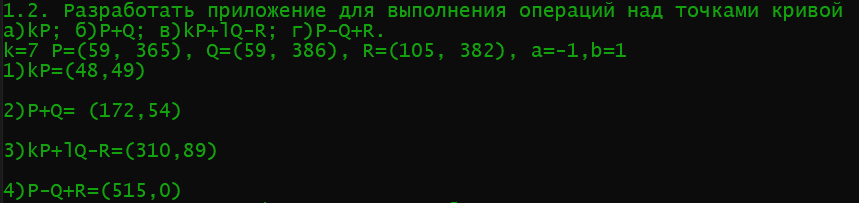 1.2. Разработать приложение для выполнения операций над точками кривой
а)kP; б)P+Q; в)kP+lQ-R; г)P-Q+R.
k=7 P=(59, 365), Q=(59, 386), R=(105, 382), a=-1,b=1
1)kP=(48,49)
2)P+Q= (172,54)
3)kP+lQ-R=(310,89)
4)P-Q+R=(515,0)